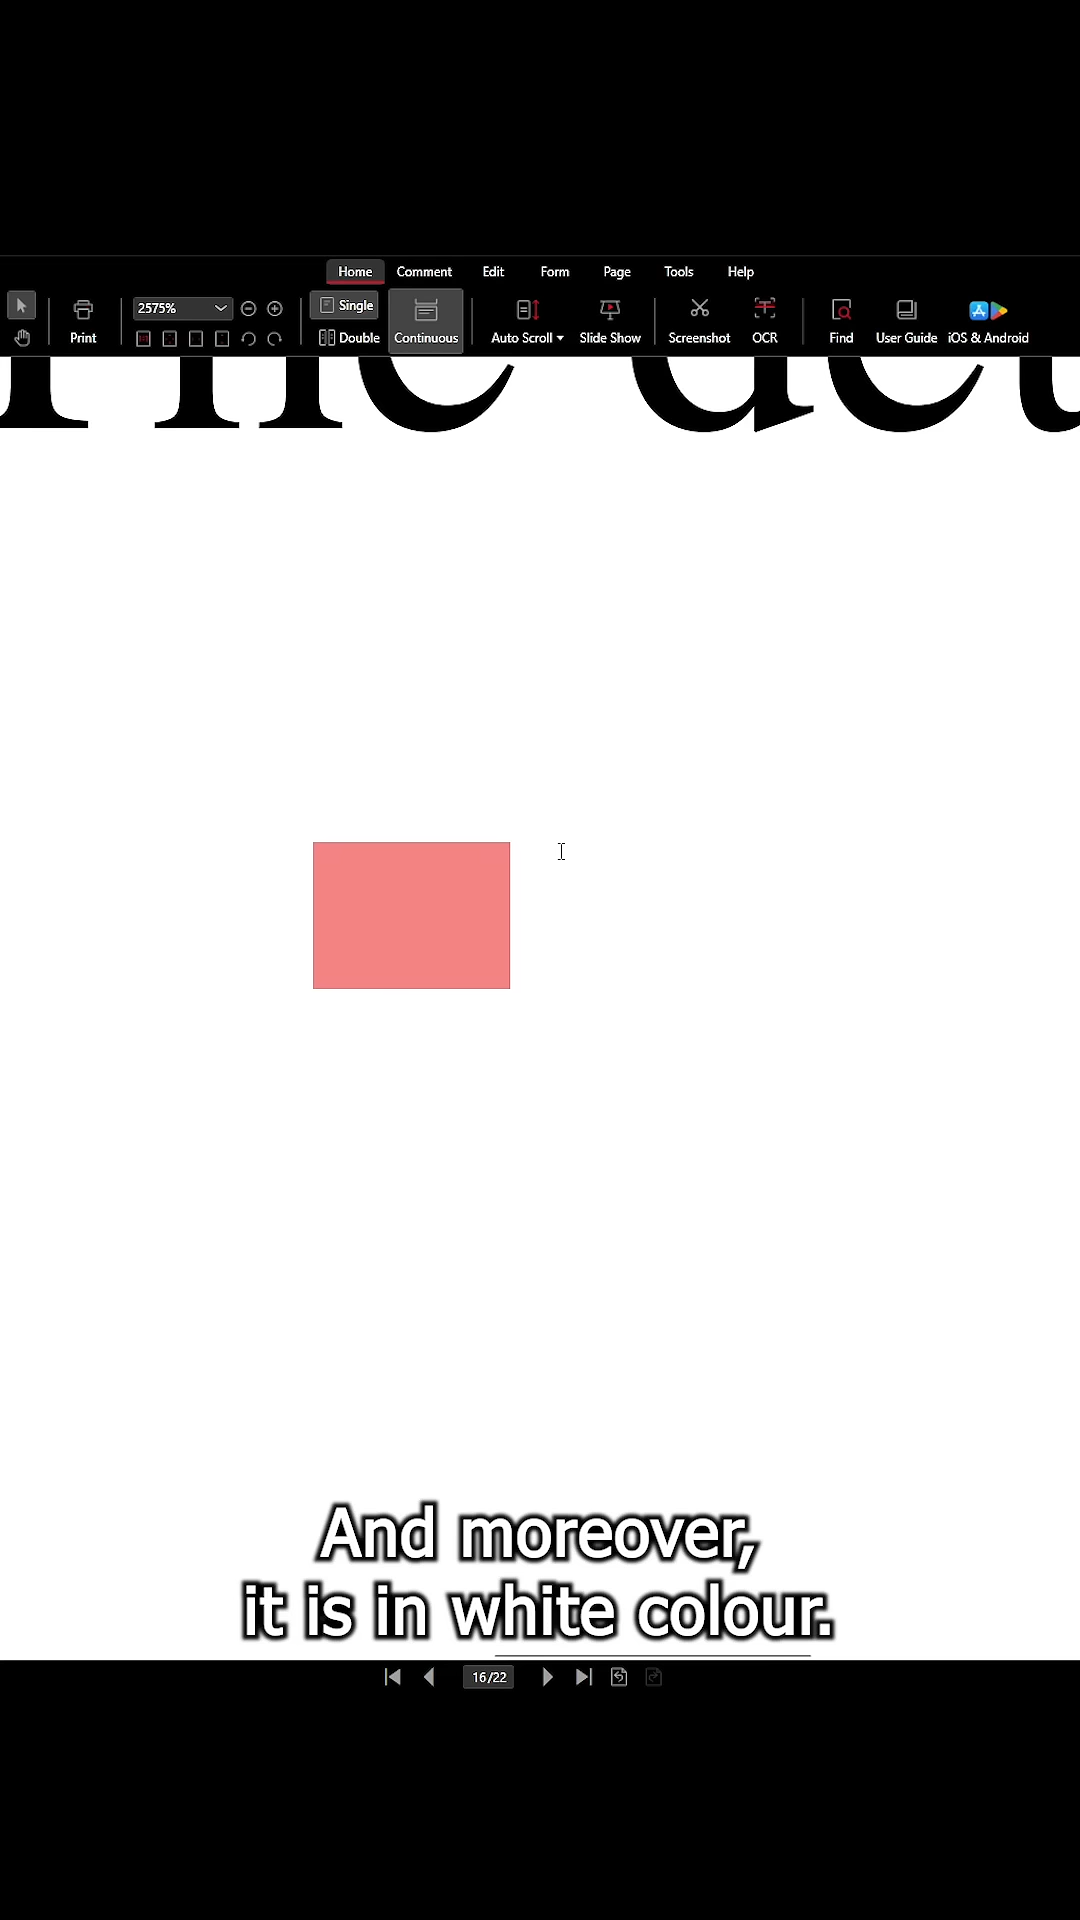 Home Comment Edit Form Page Tools Help
2575% Single
Print Double Continuous Auto Scroll Slide Show Screenshot OCR Find User Guide iOS & Android
And moreover,
it is in white colour.
16/22